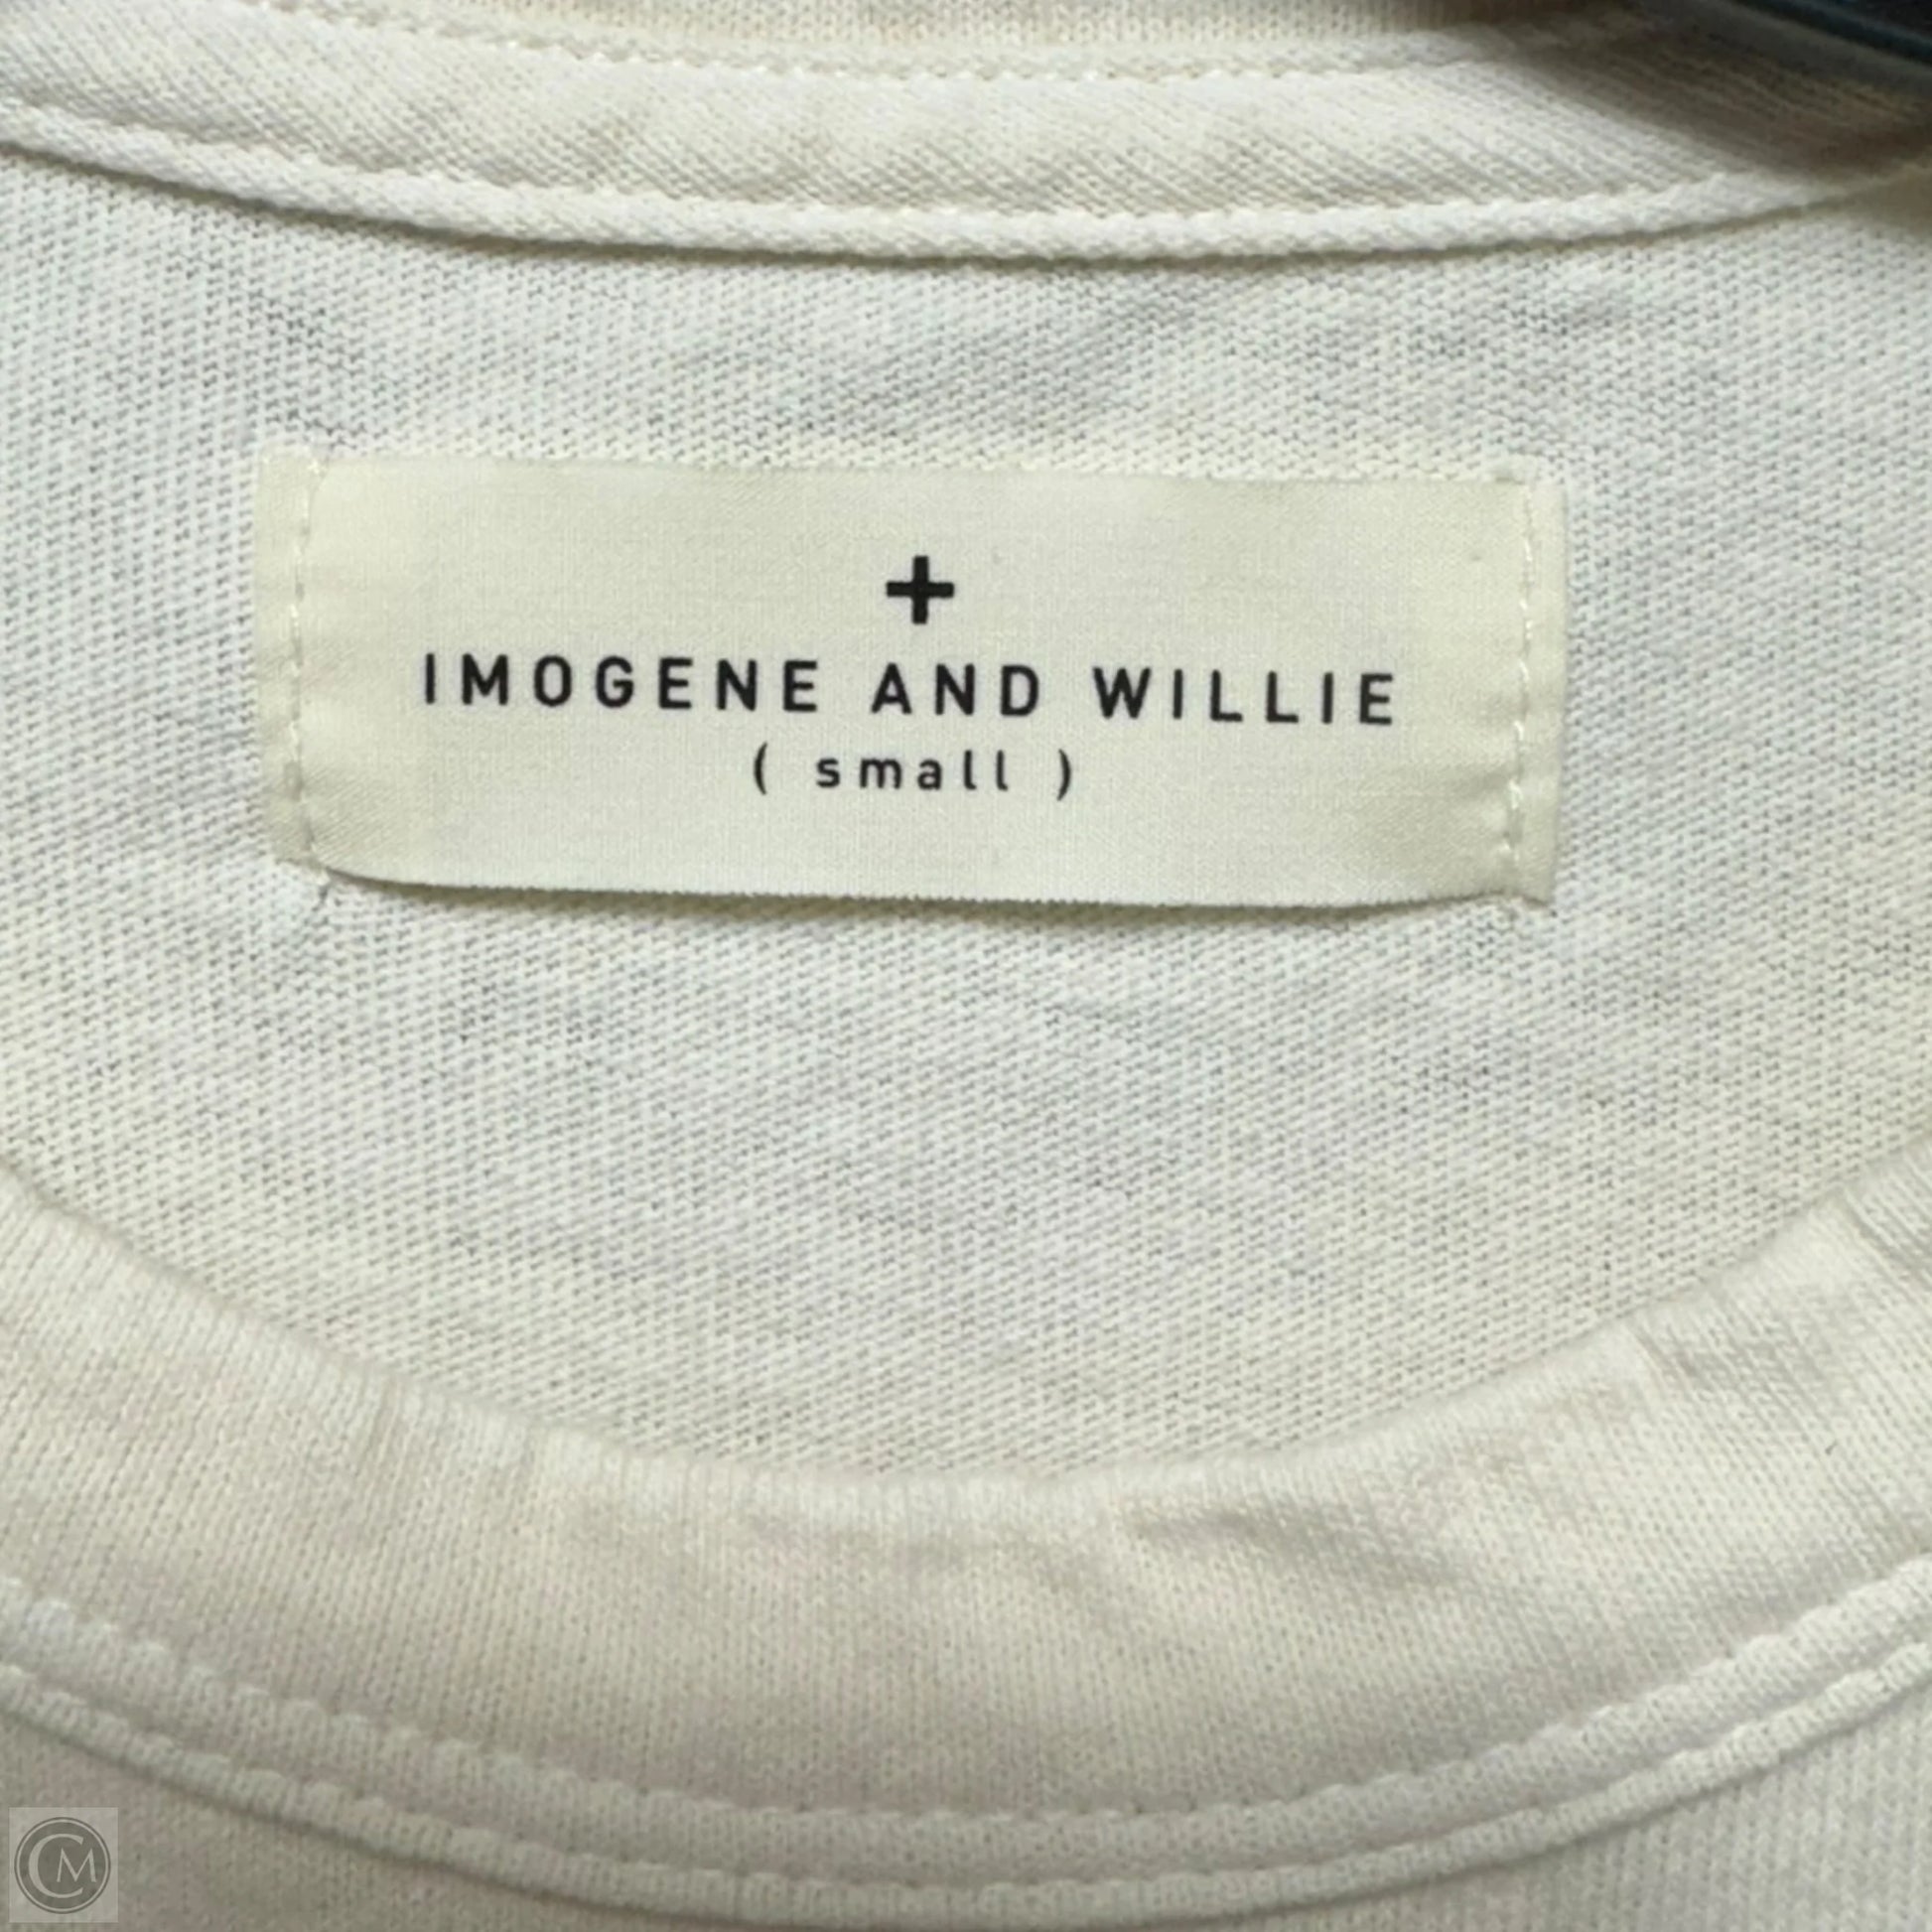 +
IMOGENE AND WILLIE
( small )
CM